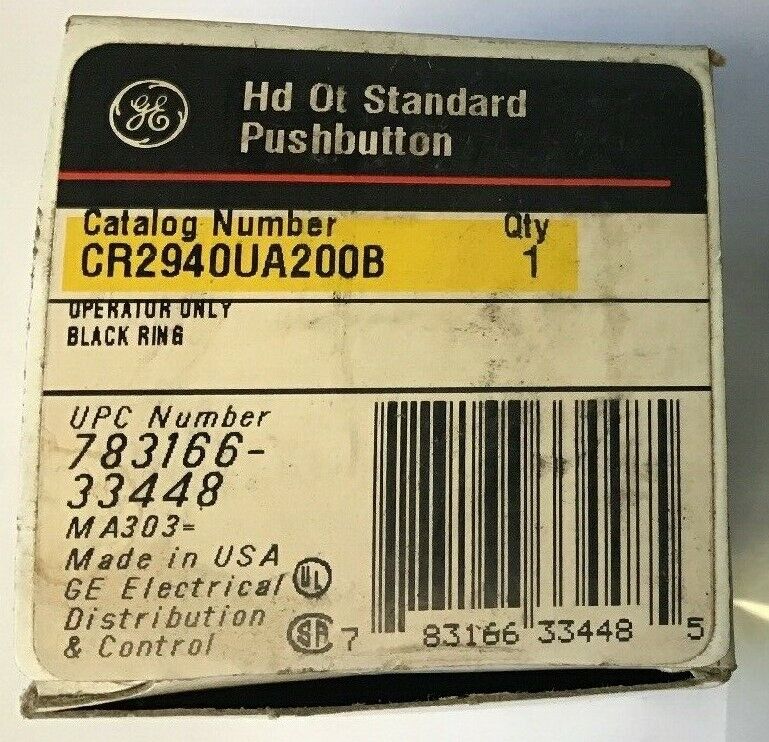 GE
Hd Ot Standard
Pushbutton
Catalog Number Qty
CR2940UA200B 1
OPERATOR ONLY
BLACK RING
UPC Number
783166-
33448
MA303=
Made in USA
GE Electrical UL
Distribution
& Control SA
7 83166 33448 5